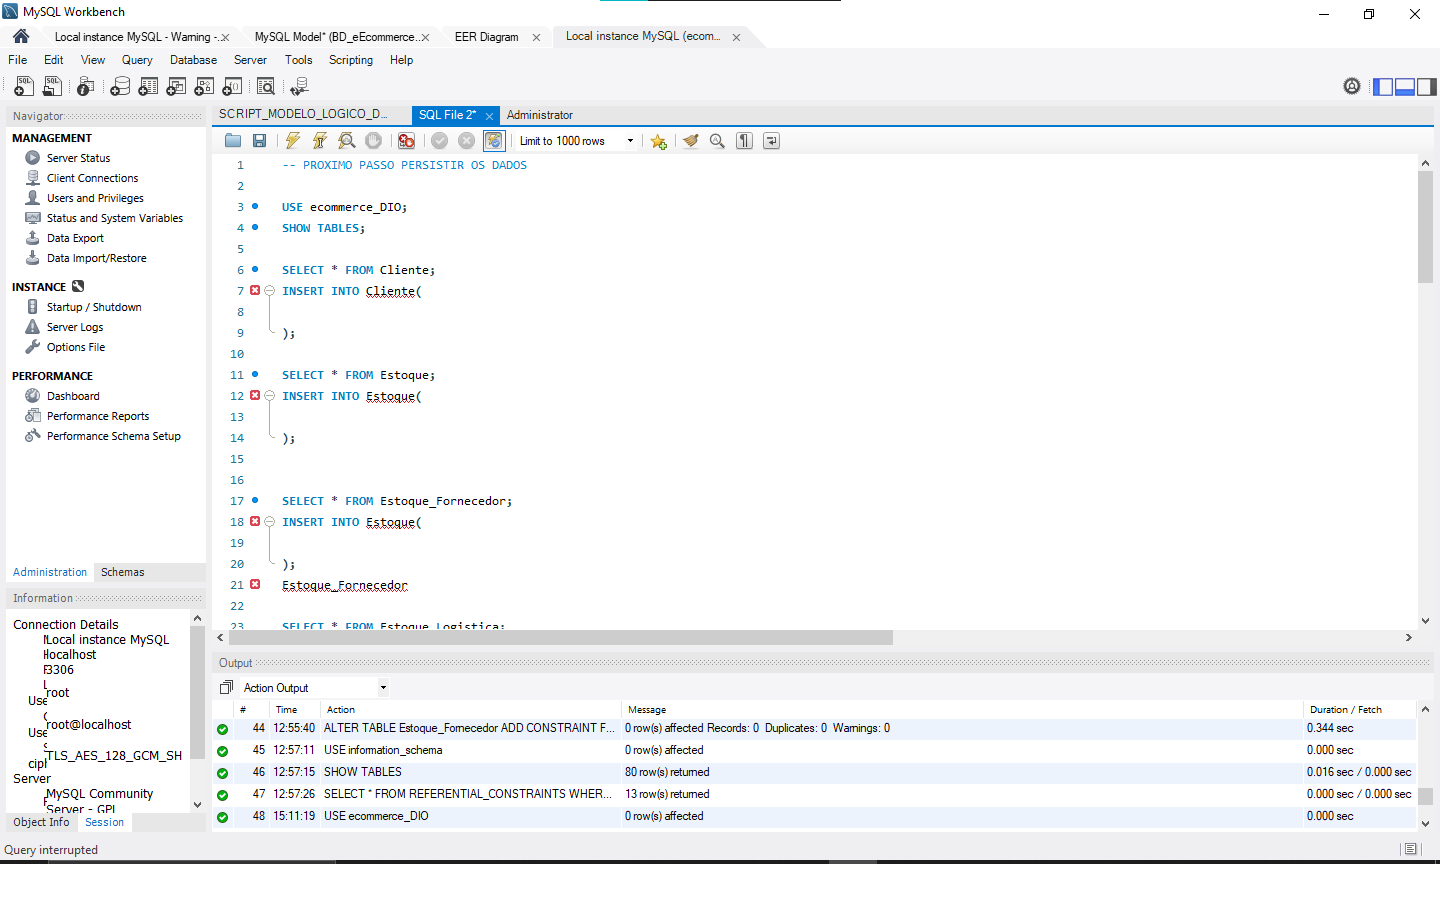 MySQL Workbench
Local instance MySQL - Warning -... MySQL Model* (BD_eEcommerce... EER Diagram Local instance MySQL (ecom...
File Edit View Query Database Server Tools Scripting Help
Navigator
MANAGEMENT
Server Status
Client Connections
Users and Privileges
Status and System Variables
Data Export
Data Import/Restore
INSTANCE
Startup / Shutdown
Server Logs
Options File
PERFORMANCE
Dashboard
Performance Reports
Performance Schema Setup
Administration Schemas
Information
Connection Details
Local instance MySQL
localhost
3306
root
Use
root@localhost
Use
TLS_AES_128_GCM_SH
Server
MySQL Community
Server - GPL
Object Info Session
SCRIPT_MODELO_LOGICO_D... SQL File 2* Administrator
Limit to 1000 rows
1 -- PROXIMO PASSO PERSISTIR OS DADOS
2
3 USE ecommerce_DIO;
4 SHOW TABLES;
5
6 SELECT * FROM Cliente;
7 INSERT INTO Cliente(
8
9 );
10
11 SELECT * FROM Estoque;
12 INSERT INTO Estoque(
13
14 );
15
16
17 SELECT * FROM Estoque_Fornecedor;
18 INSERT INTO Estoque(
19
20 );
21 Estoque_Fornecedor
22
23 SELECT * FROM Estoque_Logistica;
Output
Action Output
# Time Action Message Duration / Fetch
44 12:55:40 ALTER TABLE Estoque_Fornecedor ADD CONSTRAINT F... 0 row(s) affected Records: 0 Duplicates: 0 Warnings: 0 0.344 sec
45 12:57:11 USE information_schema 0 row(s) affected 0.000 sec
46 12:57:15 SHOW TABLES 80 row(s) returned 0.016 sec / 0.000 sec
47 12:57:26 SELECT * FROM REFERENTIAL_CONSTRAINTS WHER... 13 row(s) returned 0.000 sec / 0.000 sec
48 15:11:19 USE ecommerce_DIO 0 row(s) affected 0.000 sec
Query interrupted